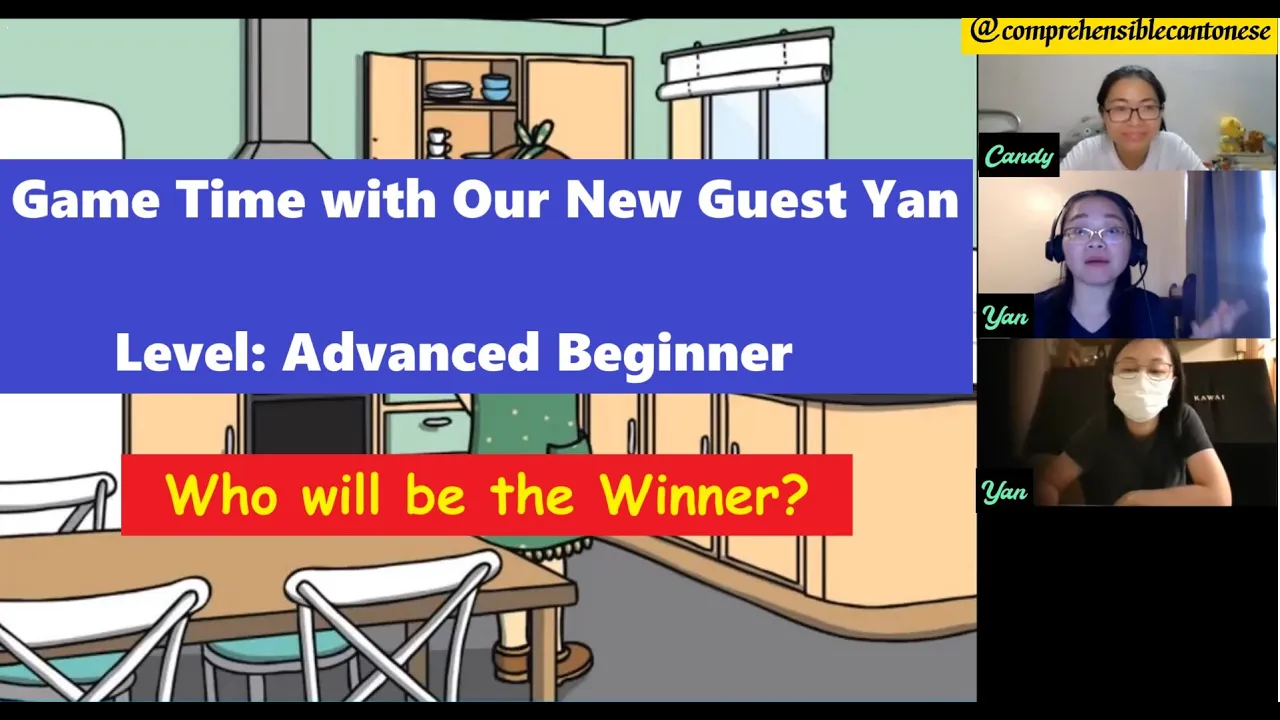 @comprehensiblecantonese
Game Time with Our New Guest Yan
Level: Advanced Beginner
Who will be the Winner?
Candy
Yan
KAWAI
Yan